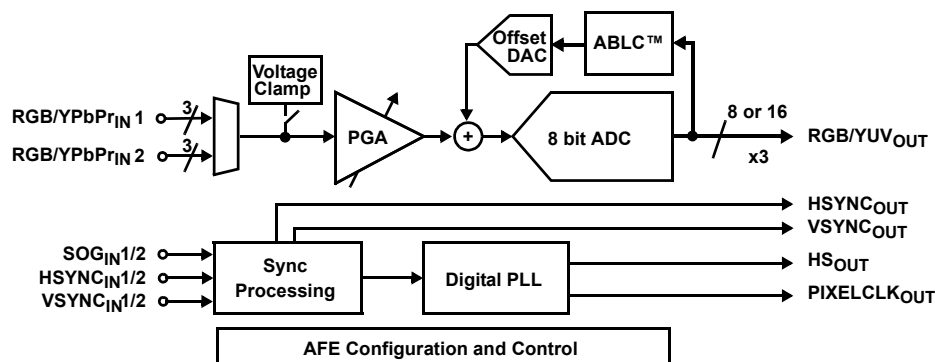 Offset
DAC
ABLC™
Voltage
Clamp
RGB/YPbPrIN 1
3
PGA
+
8 bit ADC
8 or 16
x3
RGB/YUVOUT
RGB/YPbPrIN 2
3
HSYNCOUT
VSYNCOUT
SOGIN1/2
HSYNCIN1/2
VSYNCIN1/2
Sync
Processing
Digital PLL
HSOUT
PIXELCLKOUT
AFE Configuration and Control